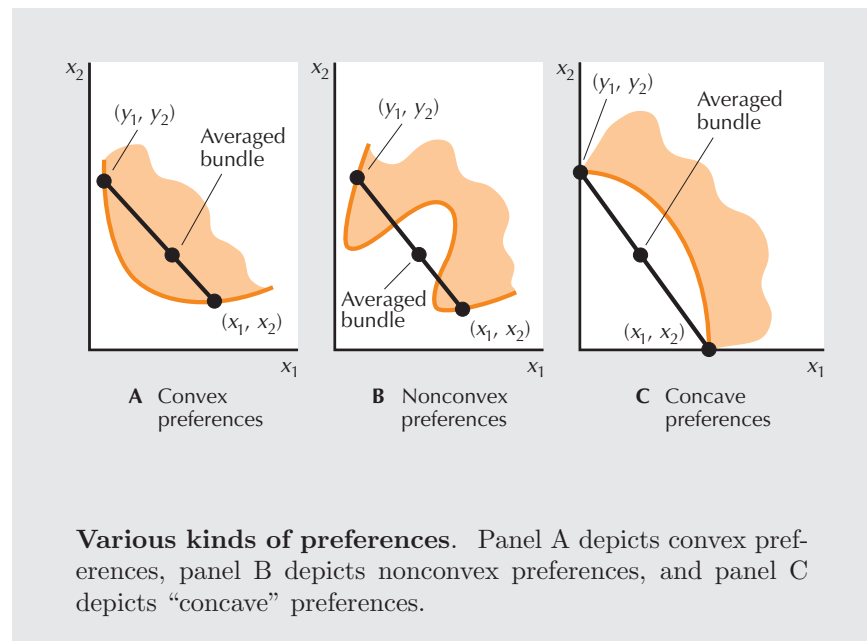 x₂
(y₁, y₂)
Averaged
bundle
(x₁, x₂)
x₁
A Convex
preferences
x₂
(y₁, y₂)
Averaged
bundle
(x₁, x₂)
x₁
B Nonconvex
preferences
x₂
(y₁, y₂)
Averaged
bundle
(x₁, x₂)
x₁
C Concave
preferences
Various kinds of preferences. Panel A depicts convex pref-
erences, panel B depicts nonconvex preferences, and panel C
depicts “concave” preferences.